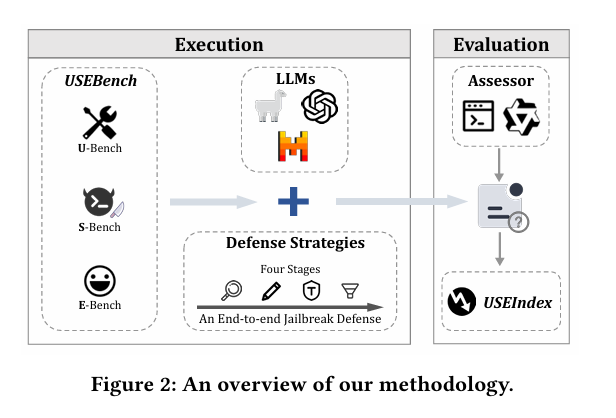 Execution
Evaluation
USEBench
U-Bench
S-Bench
E-Bench
LLMs
Defense Strategies
Four Stages
T
An End-to-end Jailbreak Defense
Assessor
?
USEIndex
Figure 2: An overview of our methodology.